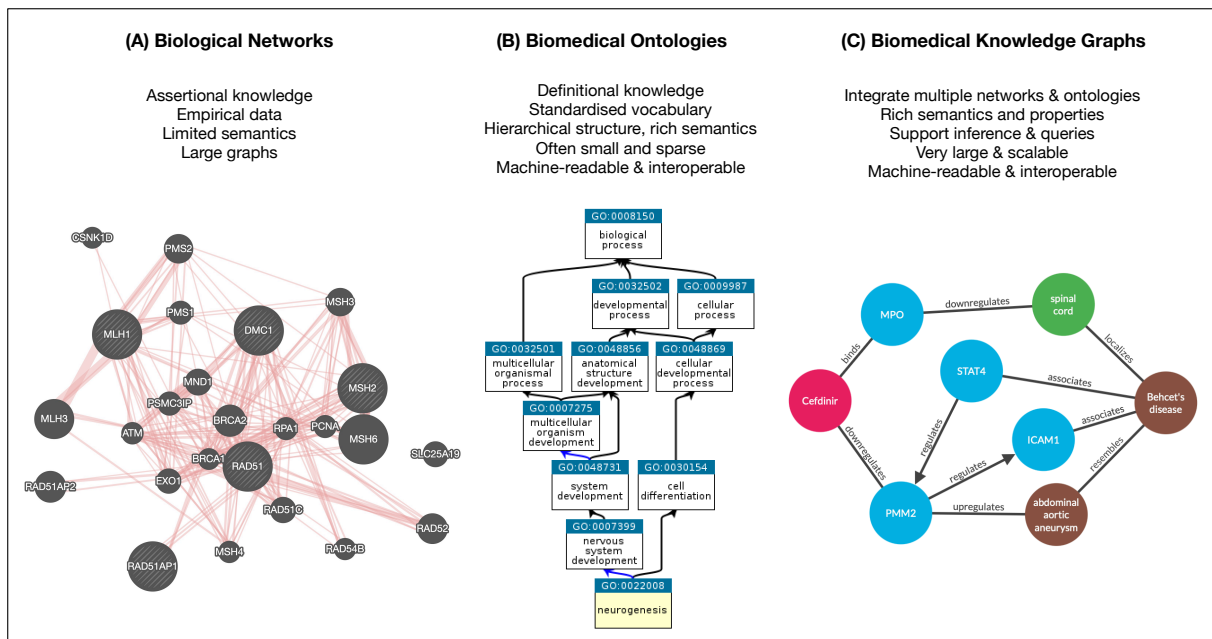 (A) Biological Networks
Assertional knowledge
Empirical data
Limited semantics
Large graphs
CSNK1D
PMS2
MSH3
PMS1
MLH1
DMC1
MND1
MSH2
PSMC3IP
MLH3
BRCA2
RPA1
PCNA
ATM
MSH6
BRCA1
RAD51
SLC25A19
EXO1
RAD51AP2
RAD51C
RAD52
MSH4
RAD54B
RAD51AP1
(B) Biomedical Ontologies
Definitional knowledge
Standardised vocabulary
Hierarchical structure, rich semantics
Often small and sparse
Machine-readable & interoperable
GO:0008150
biological
process
GO:0032502
developmental
process
GO:0009987
cellular
process
GO:0032501
multicellular
organismal
process
GO:0048856
anatomical
structure
development
GO:0048869
cellular
developmental
process
GO:0007275
multicellular
organism
development
GO:0048731
system
development
GO:0030154
cell
differentiation
GO:0007399
nervous
system
development
GO:0022008
neurogenesis
(C) Biomedical Knowledge Graphs
Integrate multiple networks & ontologies
Rich semantics and properties
Support inference & queries
Very large & scalable
Machine-readable & interoperable
MPO
downregulates
spinal
cord
binds
localizes
STAT4
associates
Cefdinir
Behcet's
disease
associates
ICAM1
regulates
downregulates
regulates
resembles
PMM2
upregulates
abdominal
aortic
aneurysm